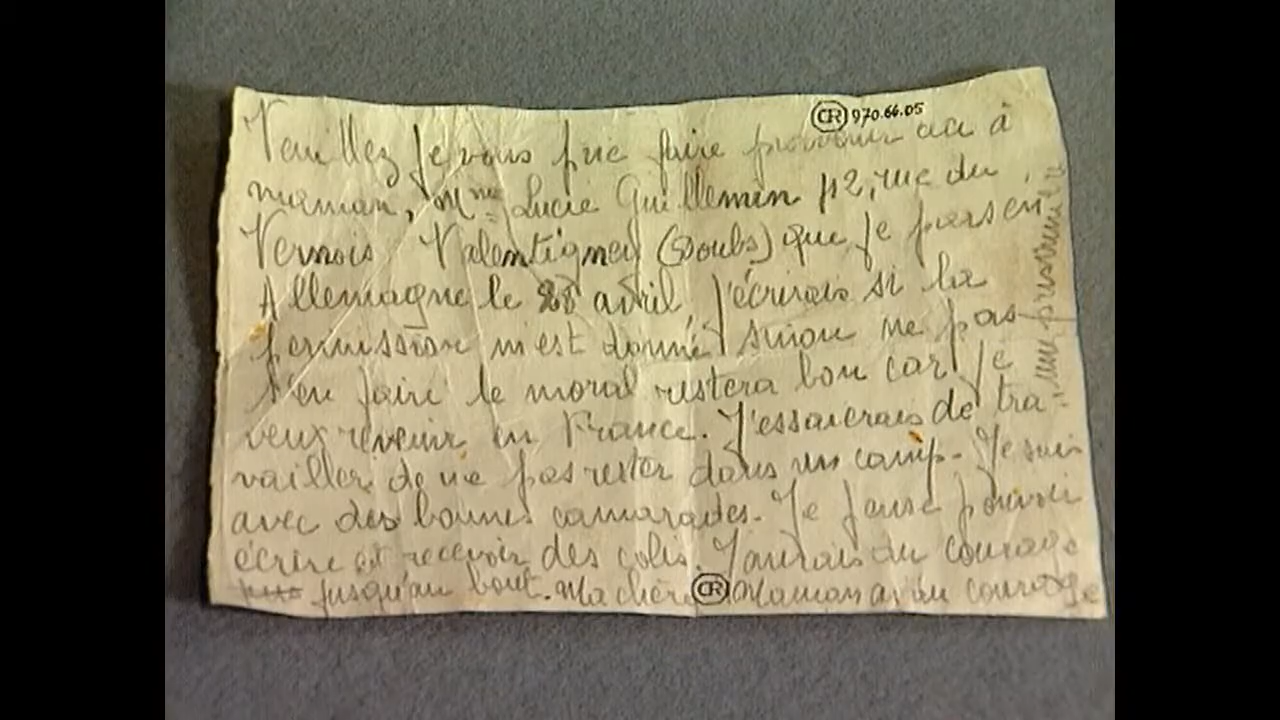 CR 970.66.05
Veuillez je vous prie faire parvenir ceci à
maman, Mme Lucie Guillemin 12, rue du
Vernois Valentigney (Doubs) que je pars en
Allemagne le 28 avril, j'écrirais si la
permission m'est donné sinon ne pas
s'en faire le moral restera bon car je
veux revenir en France. J'essaierais de tra-
vailler de ne pas rester dans un camp. Je suis
avec des bonnes camarades. Je pense pouvoir
écrire et recevoir des colis. J'aurais du courage
jusqu'au bout. Ma chère Maman ai du courage
CR
une prisonnière